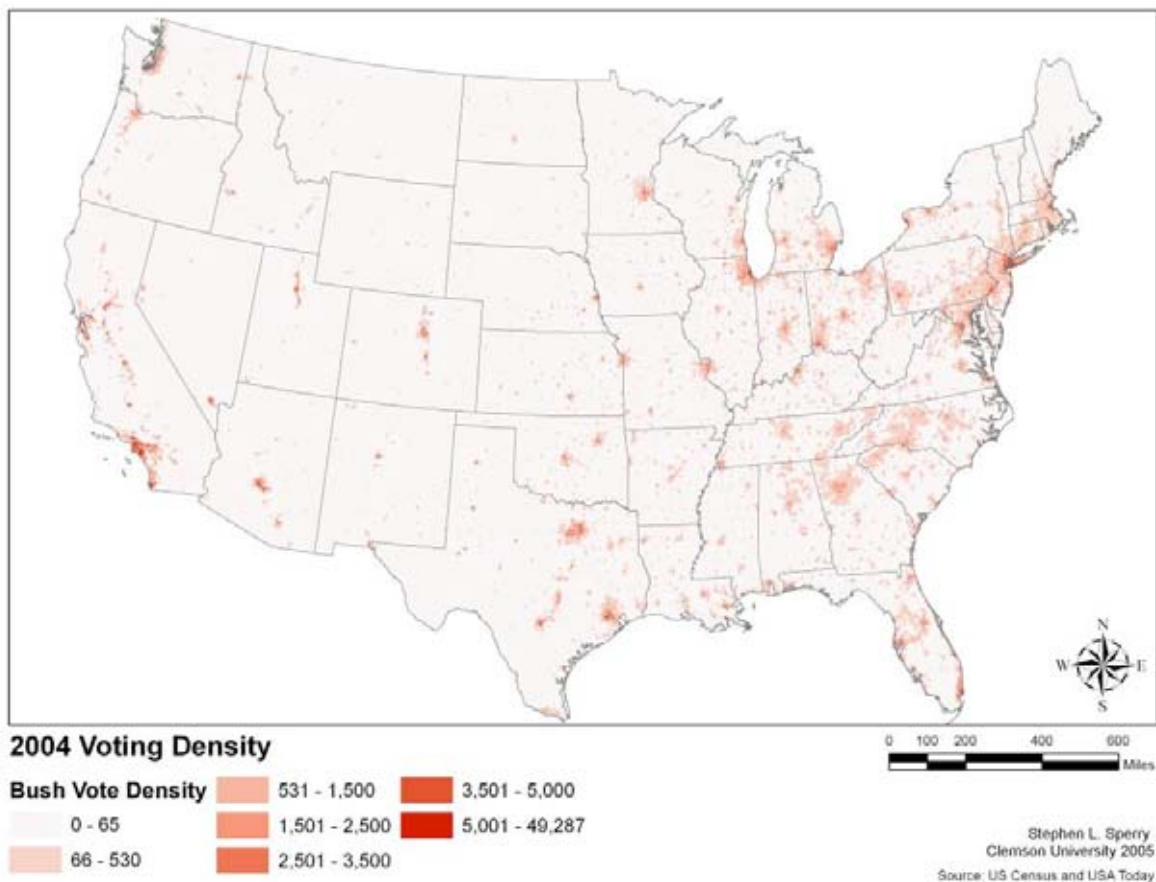 N
W E
S
2004 Voting Density
0 100 200 400 600
Miles
Bush Vote Density
0 - 65
66 - 530
531 - 1,500
1,501 - 2,500
2,501 - 3,500
3,501 - 5,000
5,001 - 49,287
Stephen L. Sperry
Clemson University 2005
Source: US Census and USA Today